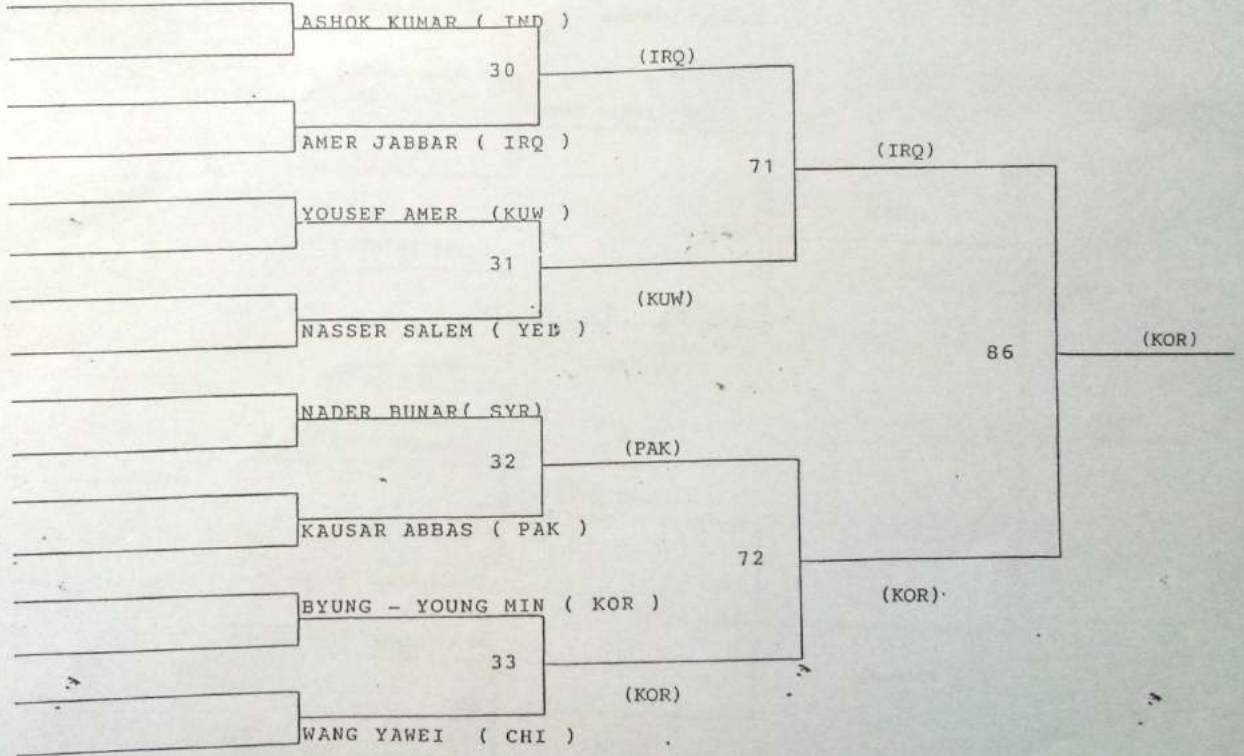 ASHOK KUMAR ( IND )
30
(IRQ)
AMER JABBAR ( IRQ )
71
(IRQ)
YOUSEF AMER (KUW )
31
(KUW)
NASSER SALEM ( YED )
86
(KOR)
NADER BUNAR( SYR)
32
(PAK)
KAUSAR ABBAS ( PAK )
72
(KOR)
BYUNG - YOUNG MIN ( KOR )
33
(KOR)
WANG YAWEI ( CHI )